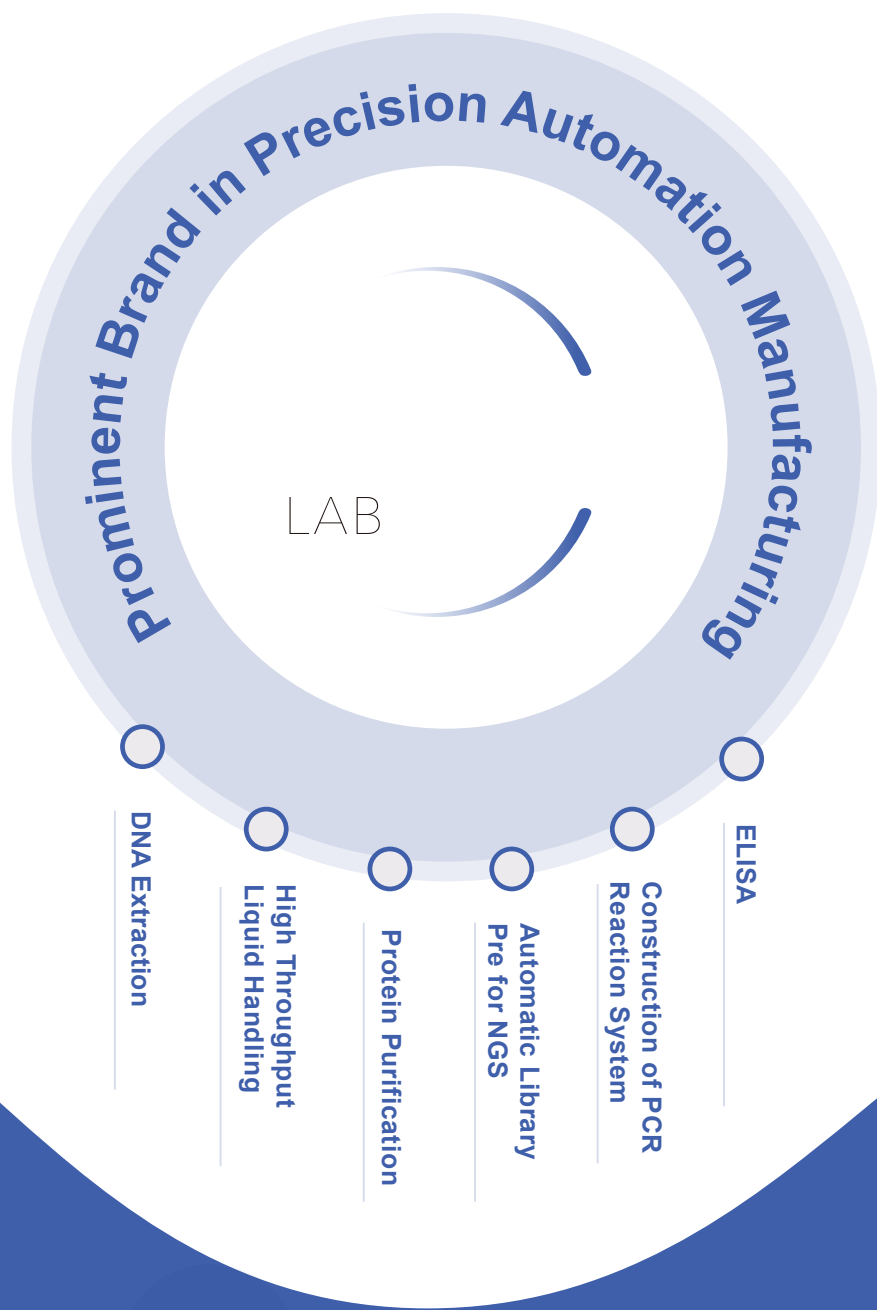 Prominent Brand in Precision Automation Manufacturing
LAB
DNA Extraction
High Throughput
Liquid Handling
Protein Purification
Automatic Library
Pre for NGS
Construction of PCR
Reaction System
ELISA